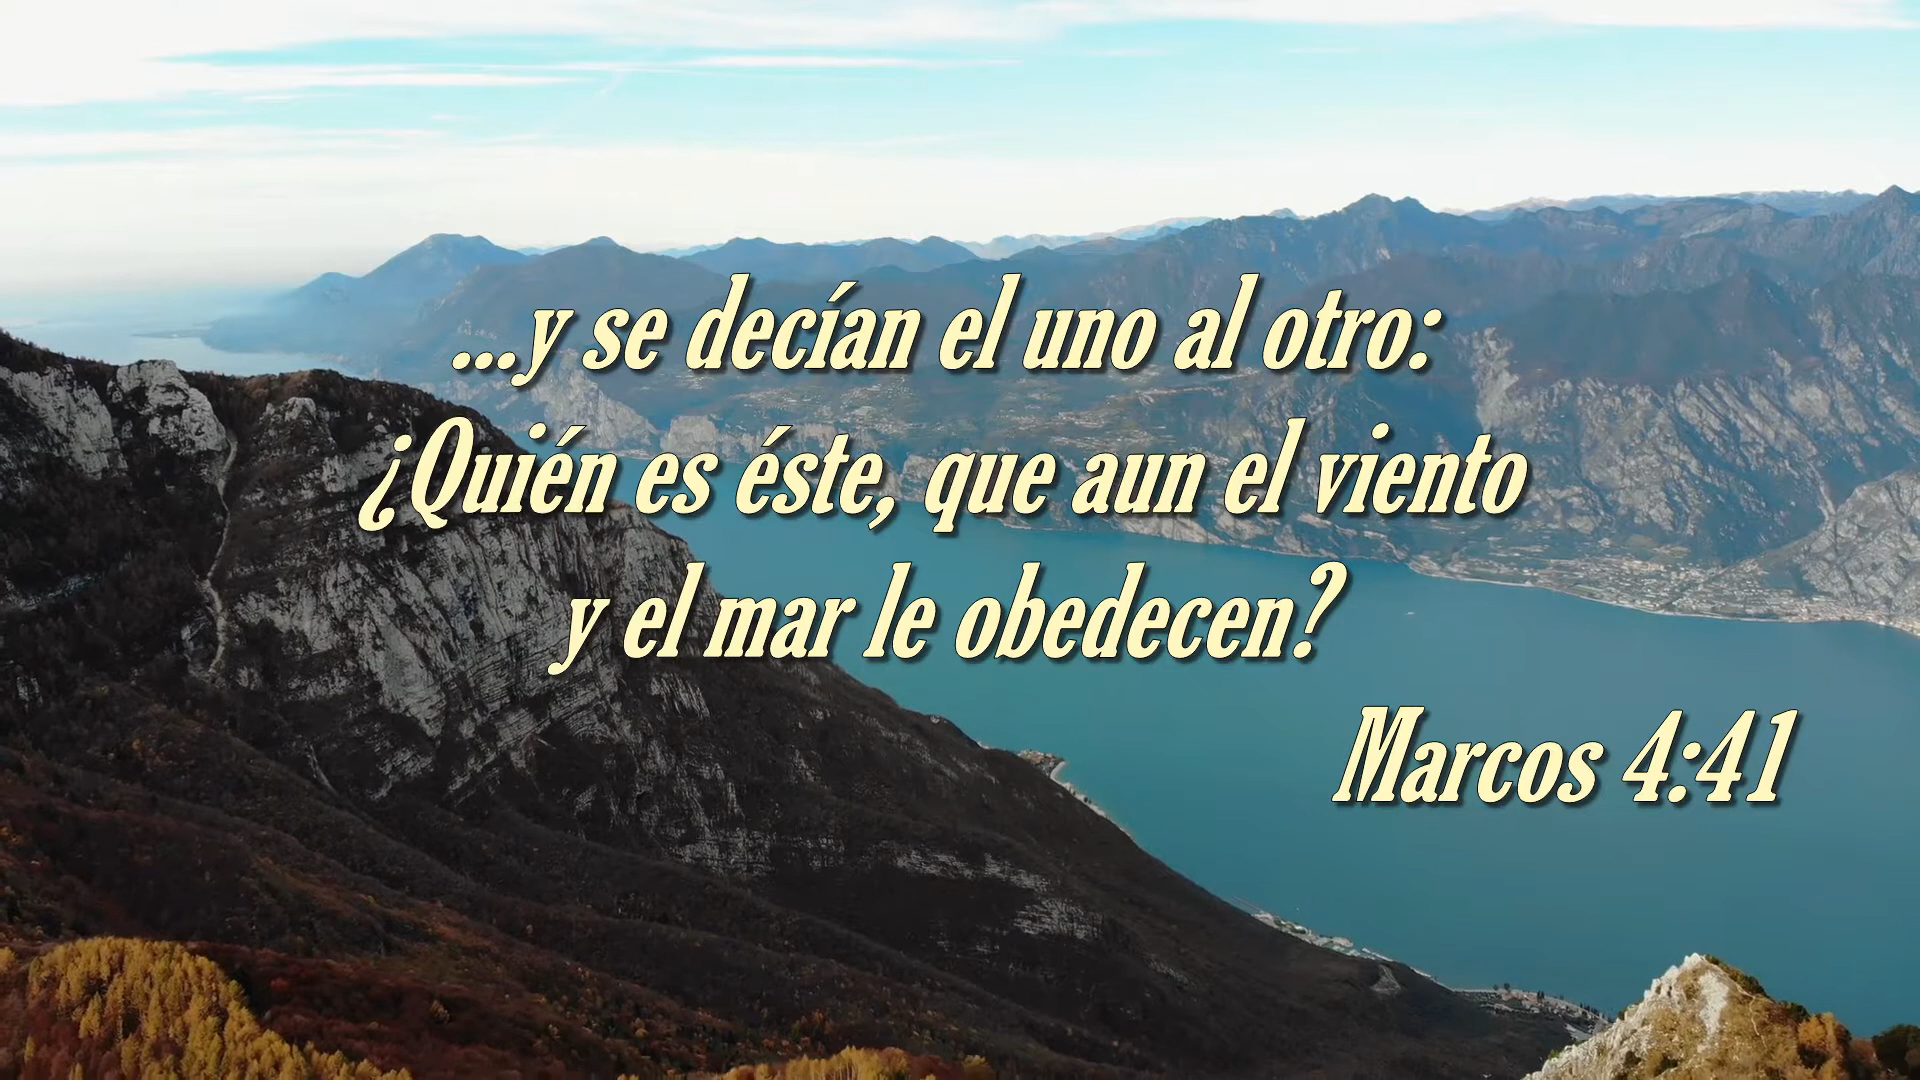 ...y se decían el uno al otro:
¿Quién es éste, que aun el viento
y el mar le obedecen?
Marcos 4:41